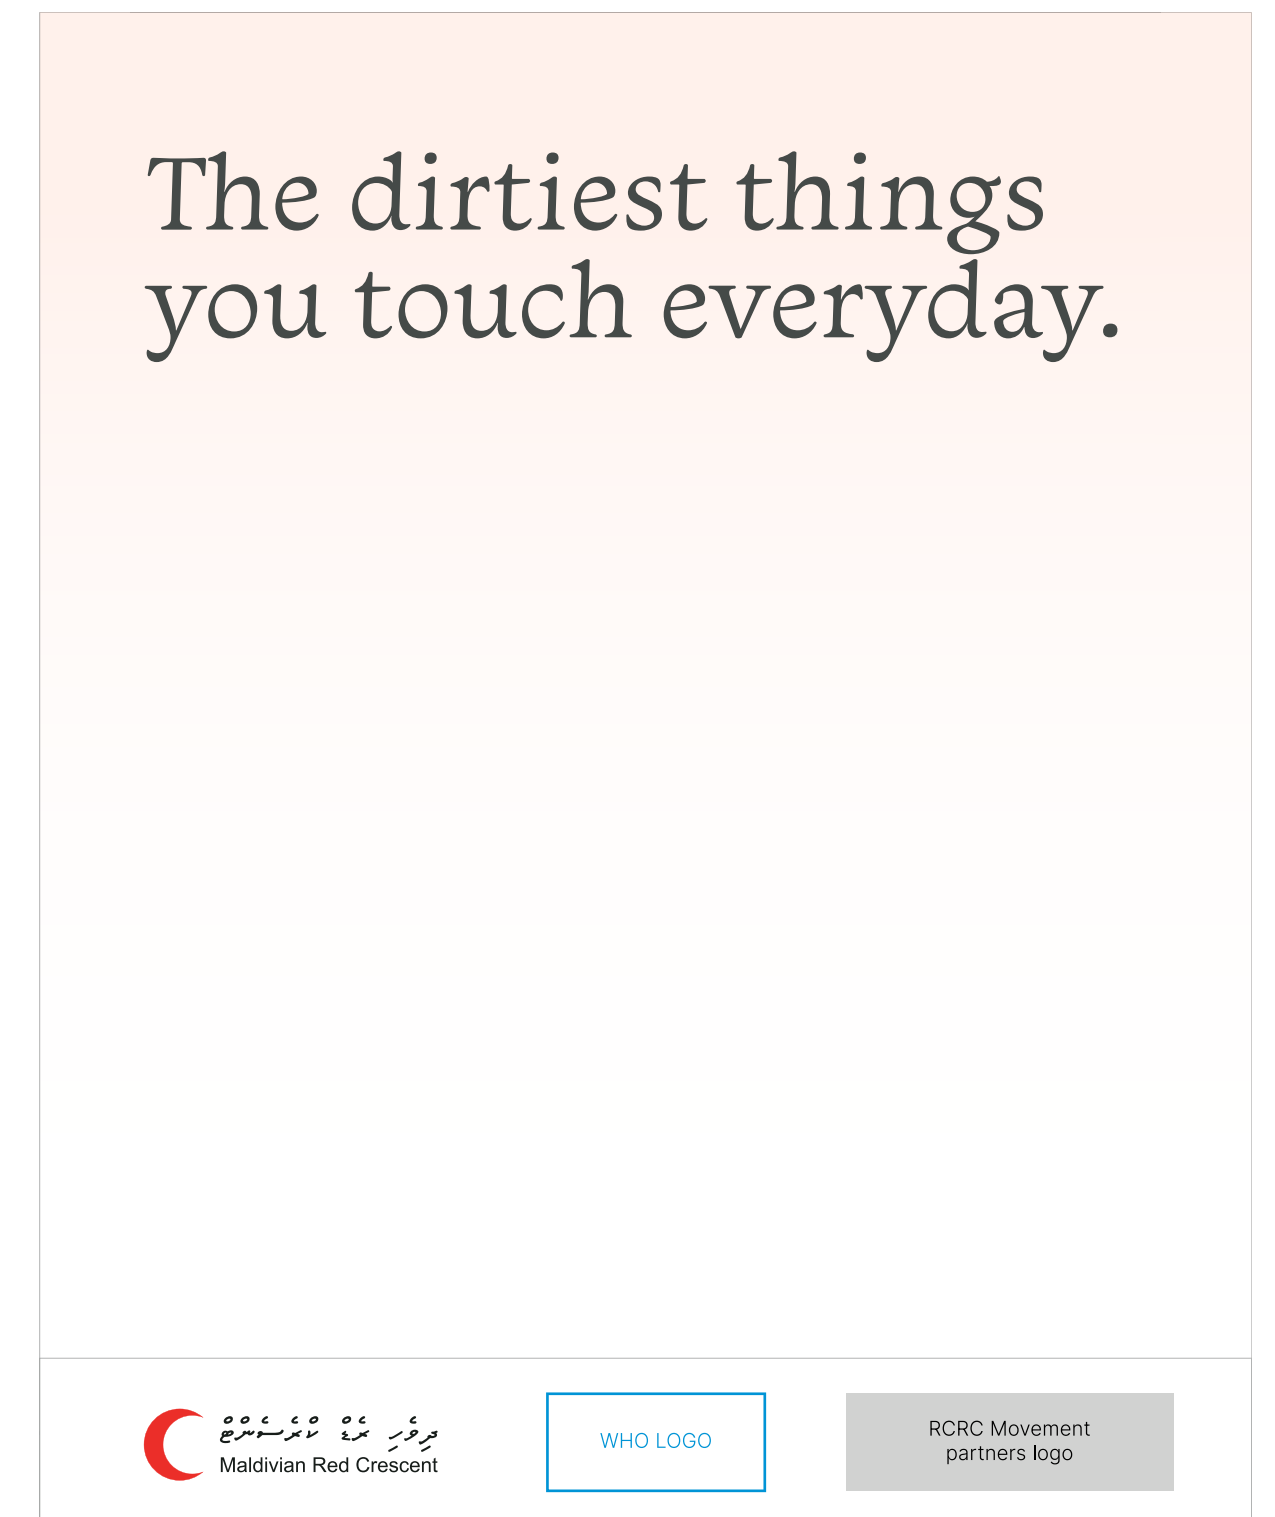 The dirtiest things
you touch everyday.
ދިވެހި ރެޑް ކްރެސެންޓް
Maldivian Red Crescent
WHO LOGO
RCRC Movement
partners logo